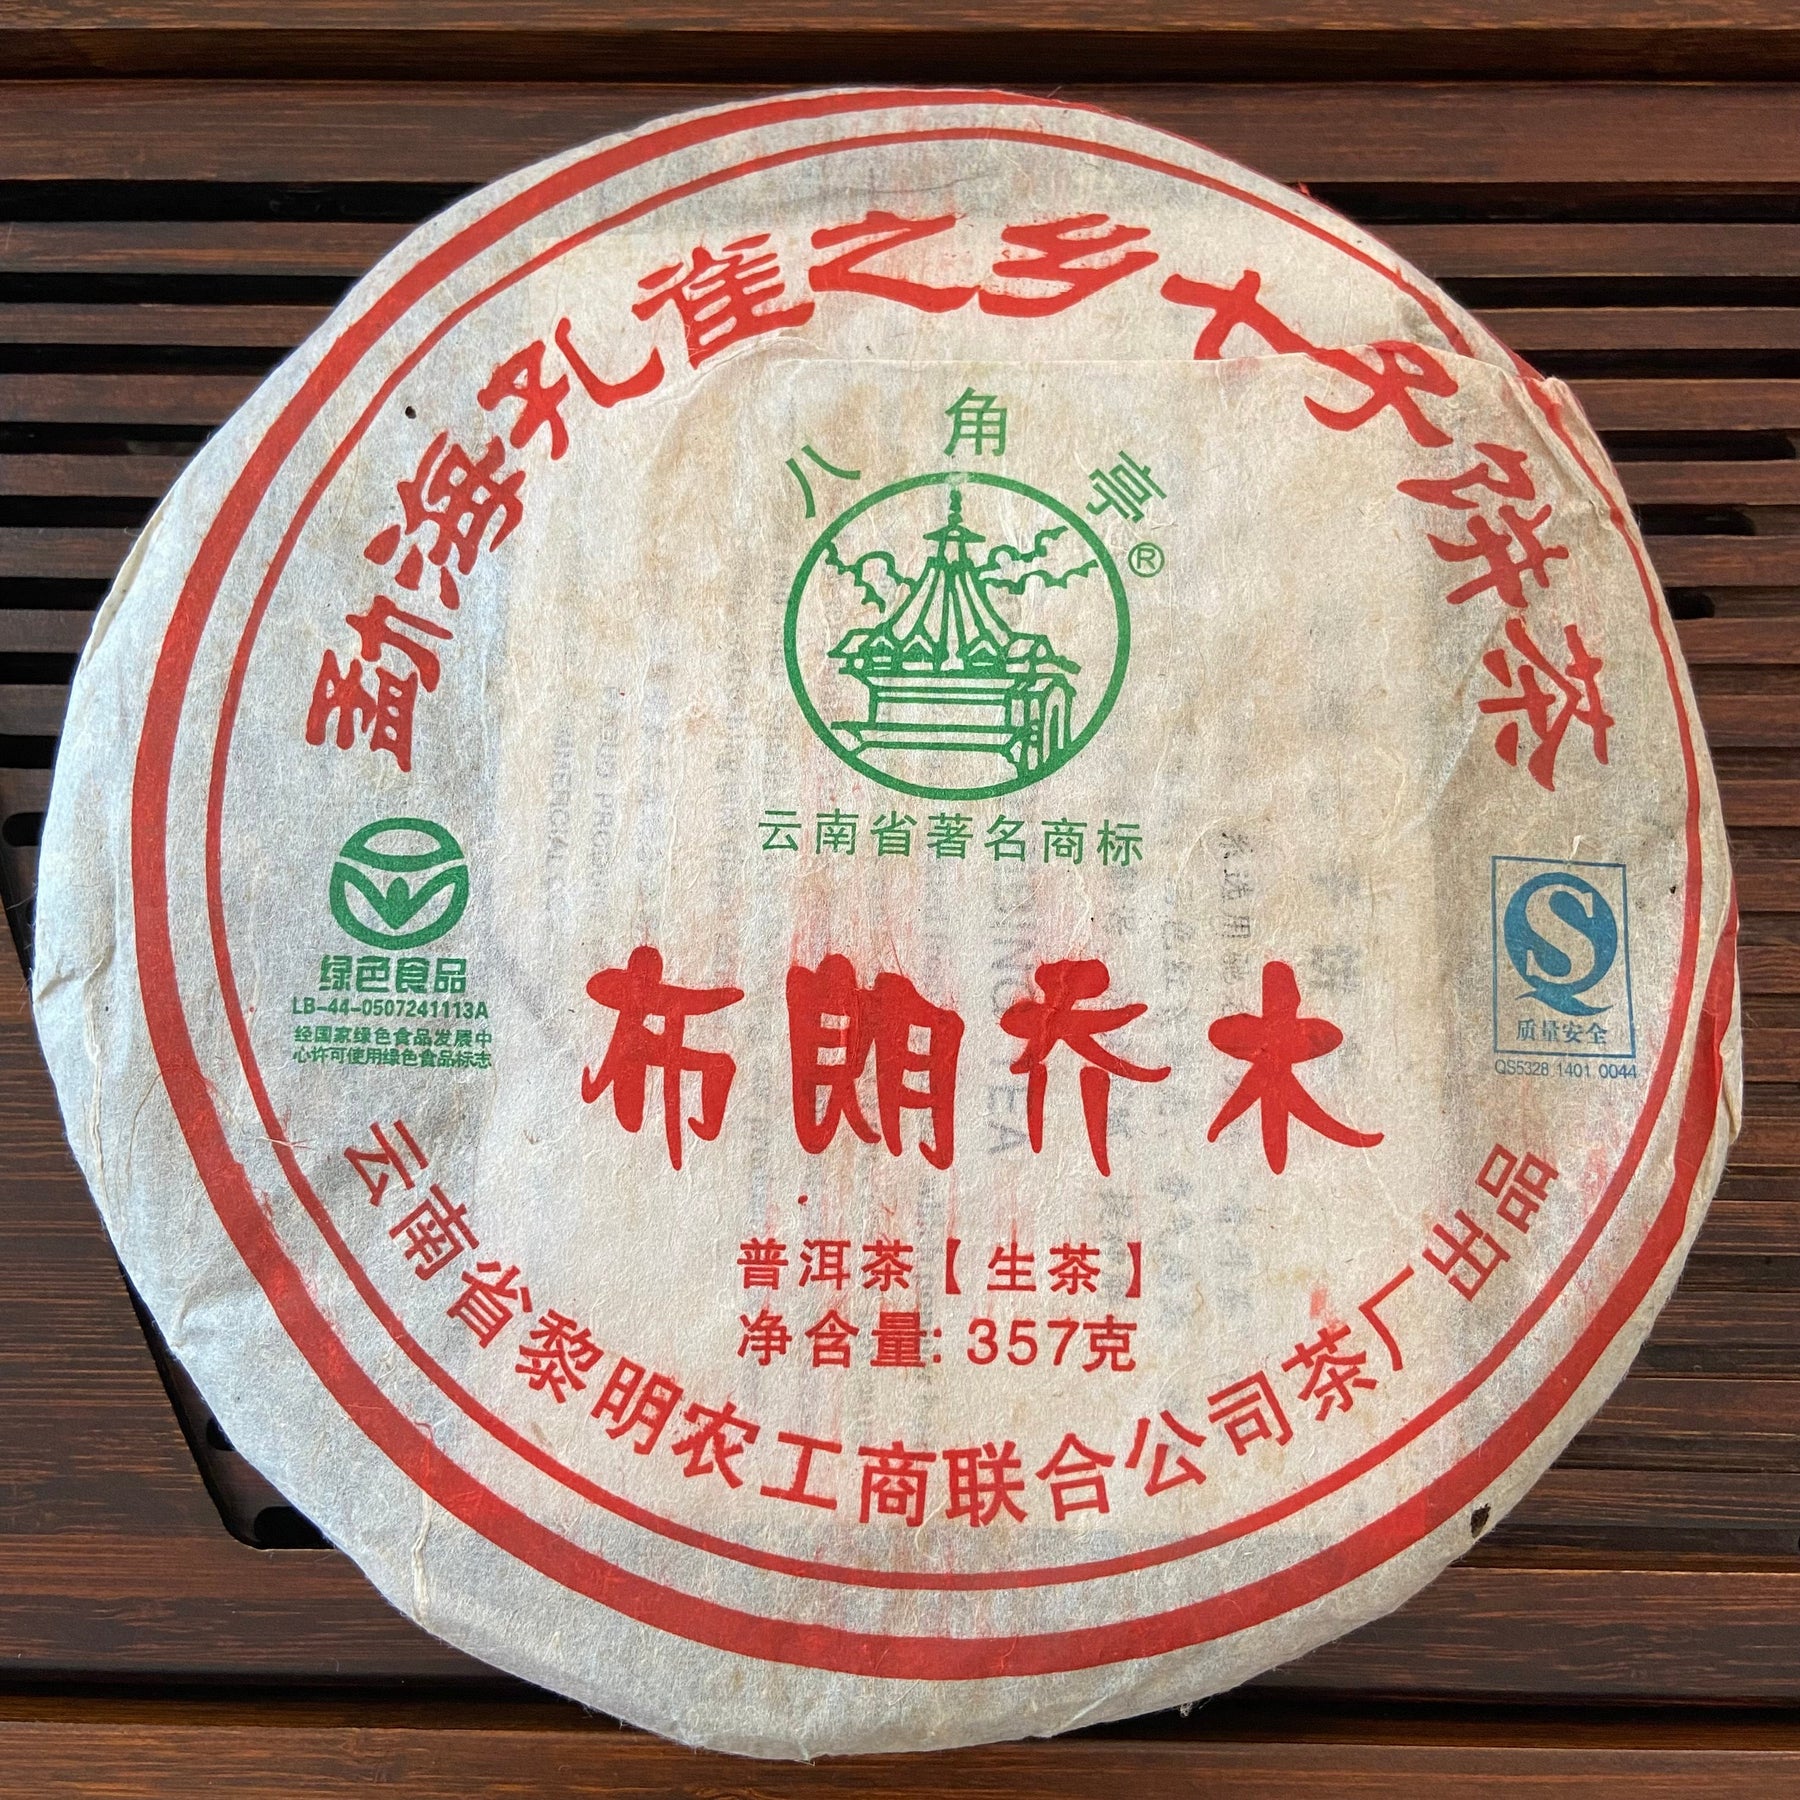 勐海孔雀之乡七子饼茶
八角亭®
云南省著名商标
绿色食品
LB-44-0507241113A
经国家绿色食品发展中
心许可使用绿色食品标志
质量安全
QS5328 1401 0044
布朗乔木
普洱茶【生茶】
净含量: 357克
云南省黎明农工商联合公司茶厂出品